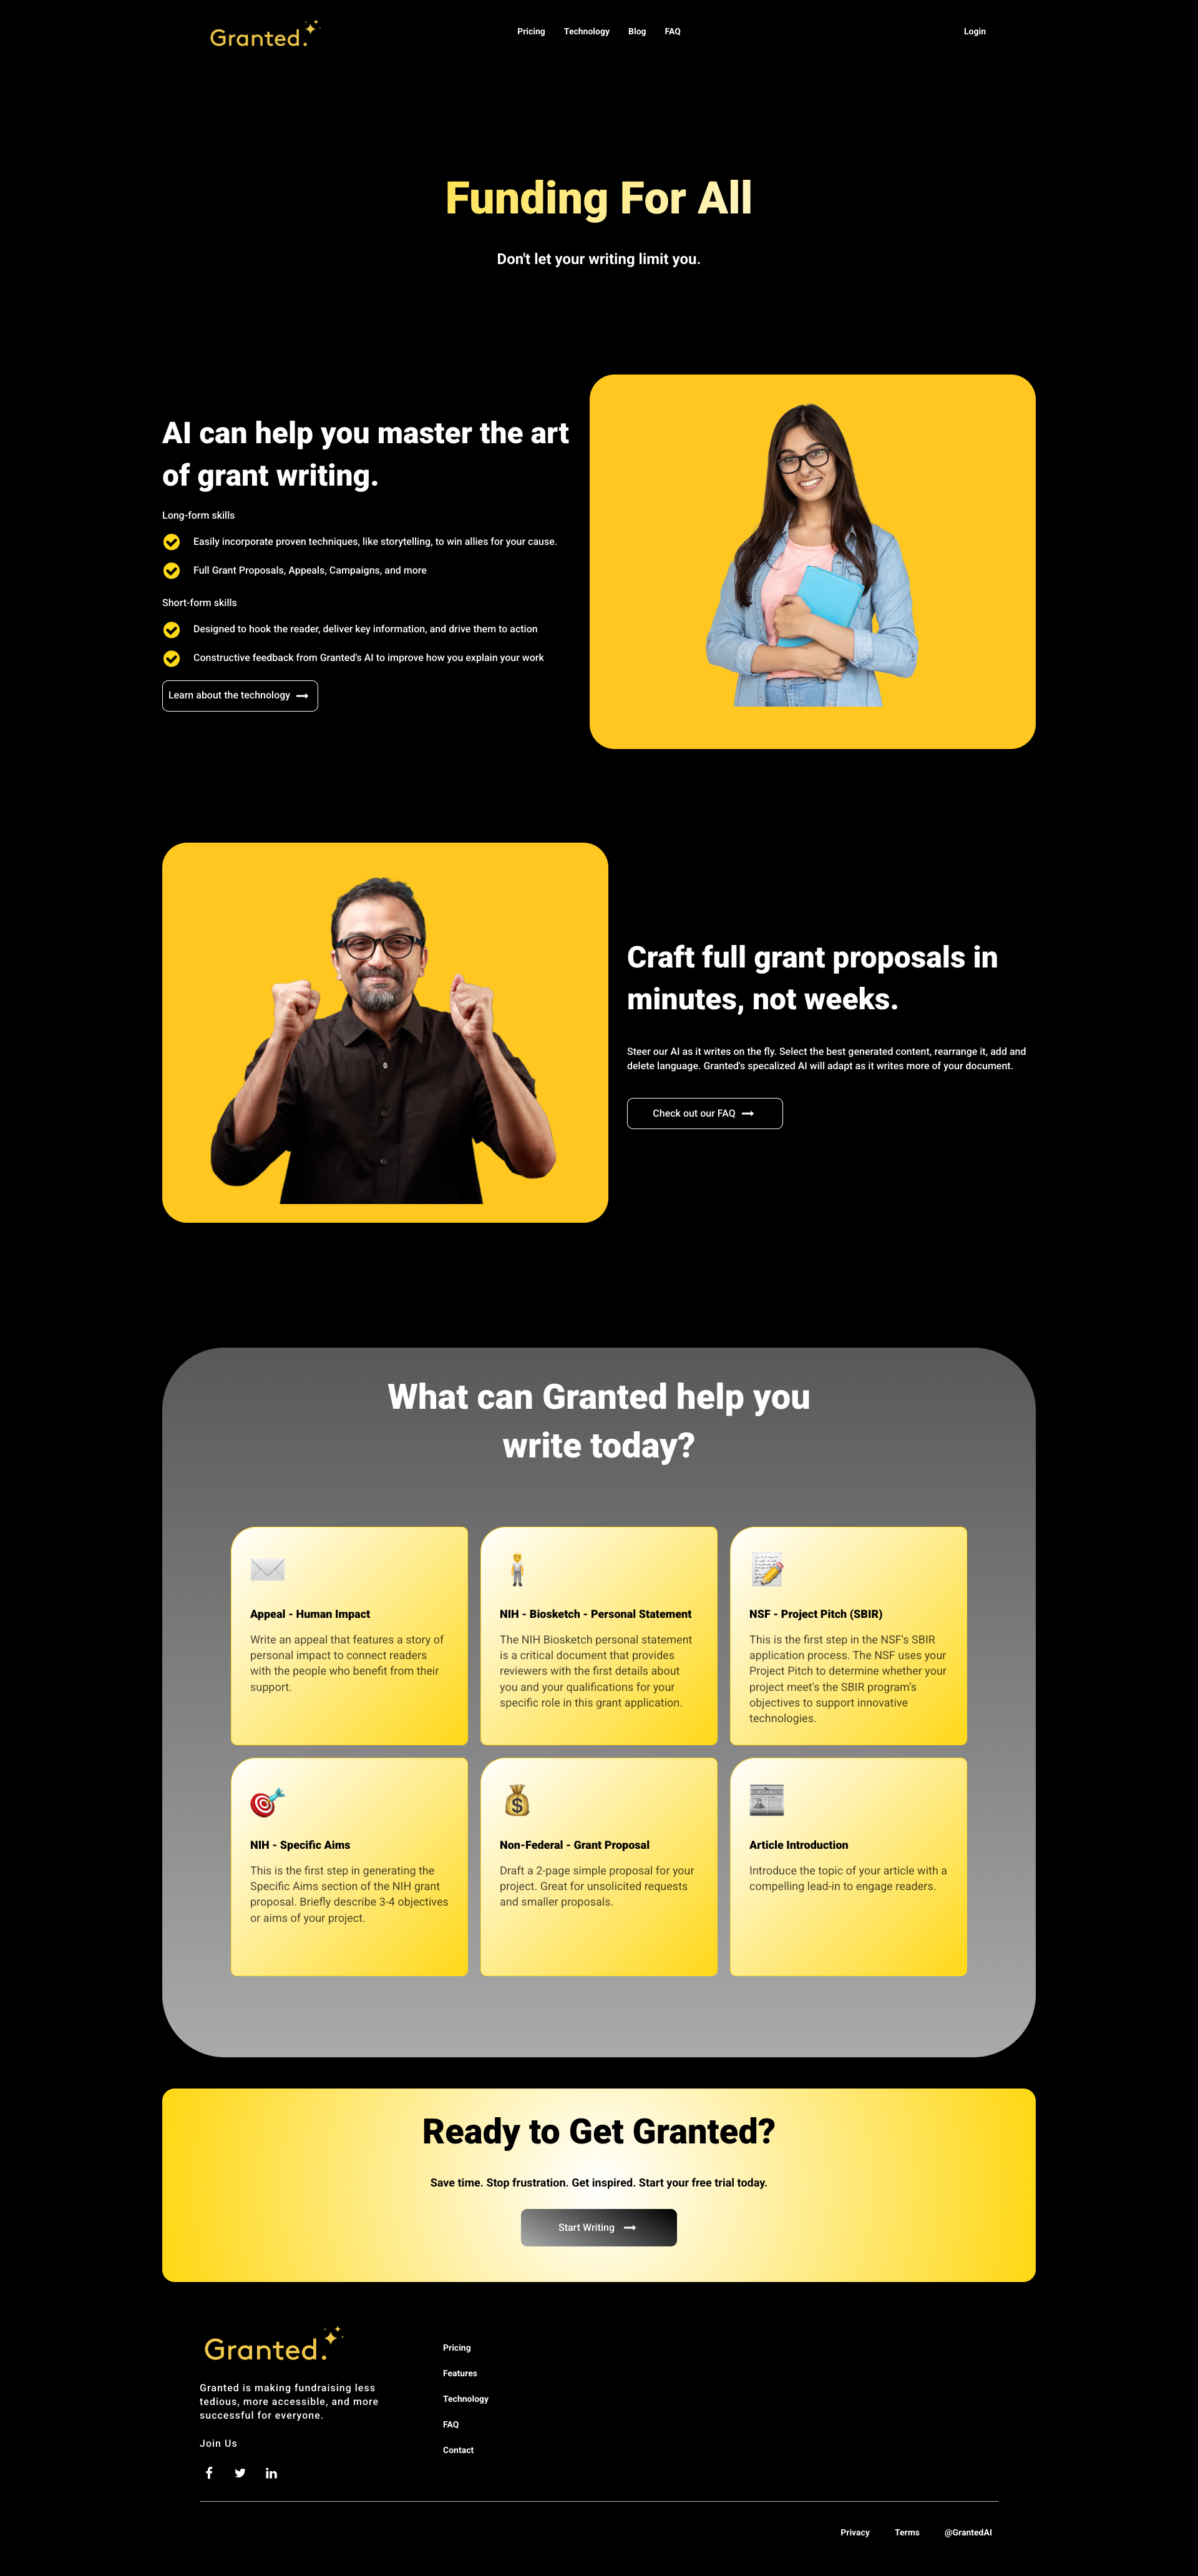 Granted.
Pricing
Technology
Blog
FAQ
Login
Funding For All
Don't let your writing limit you.
AI can help you master the art
of grant writing.
Long-form skills
Easily incorporate proven techniques, like storytelling, to win allies for your cause.
Full Grant Proposals, Appeals, Campaigns, and more
Short-form skills
Designed to hook the reader, deliver key information, and drive them to action
Constructive feedback from Granted's AI to improve how you explain your work
Learn about the technology
Craft full grant proposals in
minutes, not weeks.
Steer our AI as it writes on the fly. Select the best generated content, rearrange it, add and
delete language. Granted's specalized AI will adapt as it writes more of your document.
Check out our FAQ
What can Granted help you
write today?
Appeal - Human Impact
Write an appeal that features a story of
personal impact to connect readers
with the people who benefit from their
support.
NIH - Biosketch - Personal Statement
The NIH Biosketch personal statement
is a critical document that provides
reviewers with the first details about
you and your qualifications for your
specific role in this grant application.
NSF - Project Pitch (SBIR)
This is the first step in the NSF's SBIR
application process. The NSF uses your
Project Pitch to determine whether your
project meet's the SBIR program's
objectives to support innovative
technologies.
NIH - Specific Aims
This is the first step in generating the
Specific Aims section of the NIH grant
proposal. Briefly describe 3-4 objectives
or aims of your project.
Non-Federal - Grant Proposal
Draft a 2-page simple proposal for your
project. Great for unsolicited requests
and smaller proposals.
Article Introduction
Introduce the topic of your article with a
compelling lead-in to engage readers.
Ready to Get Granted?
Save time. Stop frustration. Get inspired. Start your free trial today.
Start Writing
Granted.
Granted is making fundraising less
tedious, more accessible, and more
successful for everyone.
Join Us
Pricing
Features
Technology
FAQ
Contact
Privacy
Terms
@GrantedAI